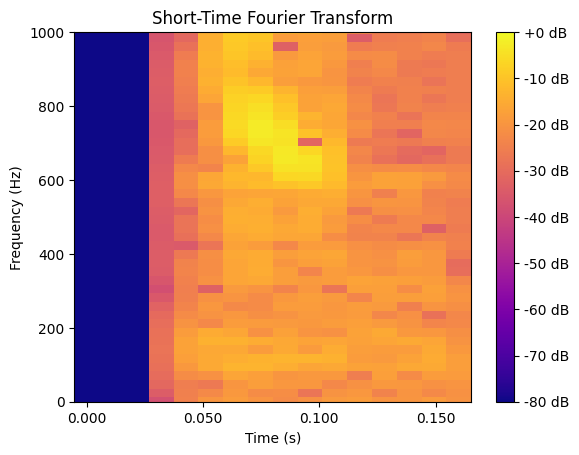 Short-Time Fourier Transform
1000
800
600
400
200
0
Frequency (Hz)
0.000
0.050
0.100
0.150
Time (s)
+0 dB
-10 dB
-20 dB
-30 dB
-40 dB
-50 dB
-60 dB
-70 dB
-80 dB